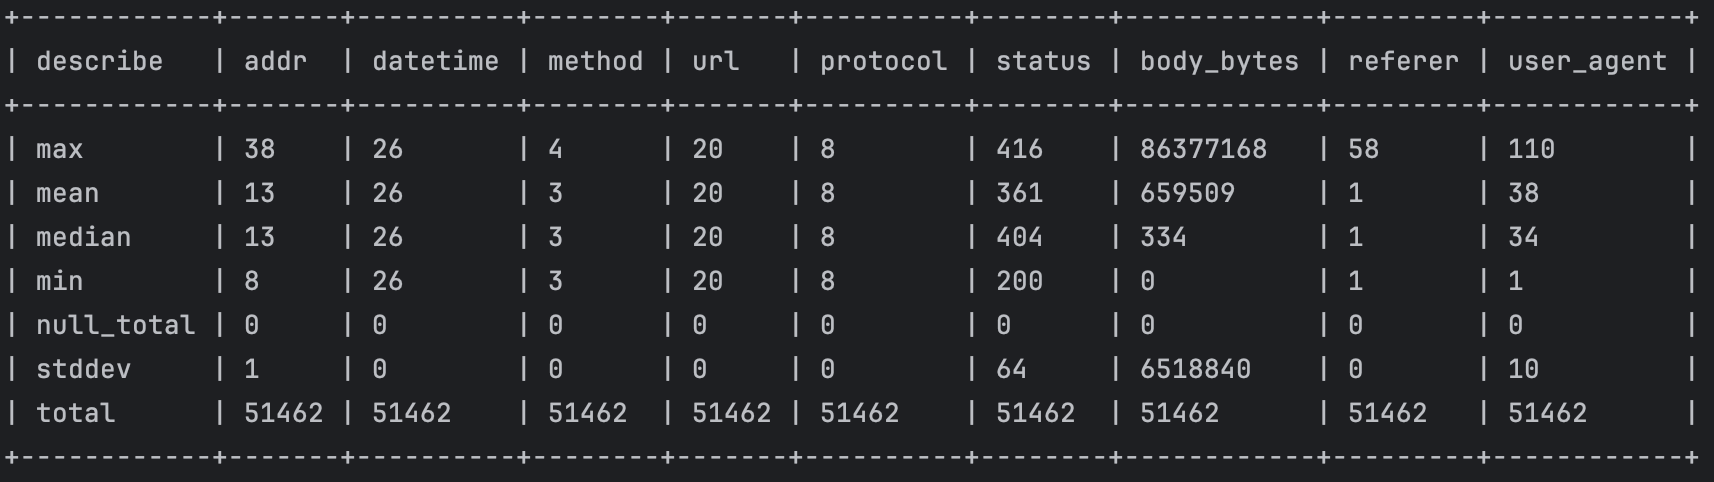 +------------+-------+----------+--------+-------+----------+--------+------------+---------+------------+
| describe   | addr  | datetime | method | url   | protocol | status | body_bytes | referer | user_agent |
+------------+-------+----------+--------+-------+----------+--------+------------+---------+------------+
| max        | 38    | 26       | 4      | 20    | 8        | 416    | 86377168   | 58      | 110        |
| mean       | 13    | 26       | 3      | 20    | 8        | 361    | 659509     | 1       | 38         |
| median     | 13    | 26       | 3      | 20    | 8        | 404    | 334        | 1       | 34         |
| min        | 8     | 26       | 3      | 20    | 8        | 200    | 0          | 1       | 1          |
| null_total | 0     | 0        | 0      | 0     | 0        | 0      | 0          | 0       | 0          |
| stddev     | 1     | 0        | 0      | 0     | 0        | 64     | 6518840    | 0       | 10         |
| total      | 51462 | 51462    | 51462  | 51462 | 51462    | 51462  | 51462      | 51462   | 51462      |
+------------+-------+----------+--------+-------+----------+--------+------------+---------+------------+